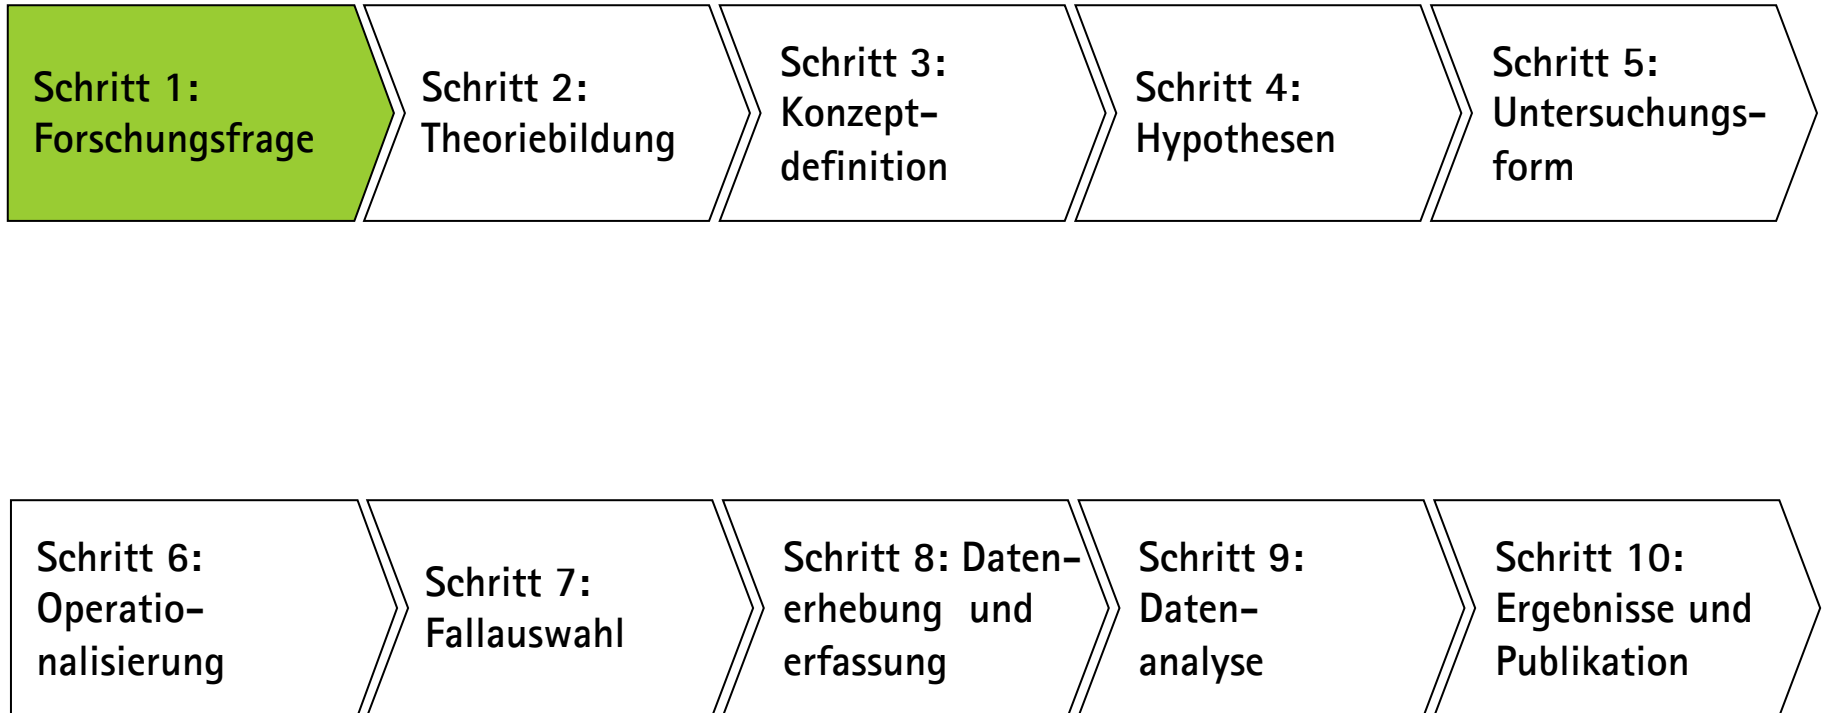 Schritt 1:
Forschungsfrage
Schritt 2:
Theoriebildung
Schritt 3:
Konzept-
definition
Schritt 4:
Hypothesen
Schritt 5:
Untersuchungs-
form
Schritt 6:
Operatio-
nalisierung
Schritt 7:
Fallauswahl
Schritt 8: Daten-
erhebung und
erfassung
Schritt 9:
Daten-
analyse
Schritt 10:
Ergebnisse und
Publikation